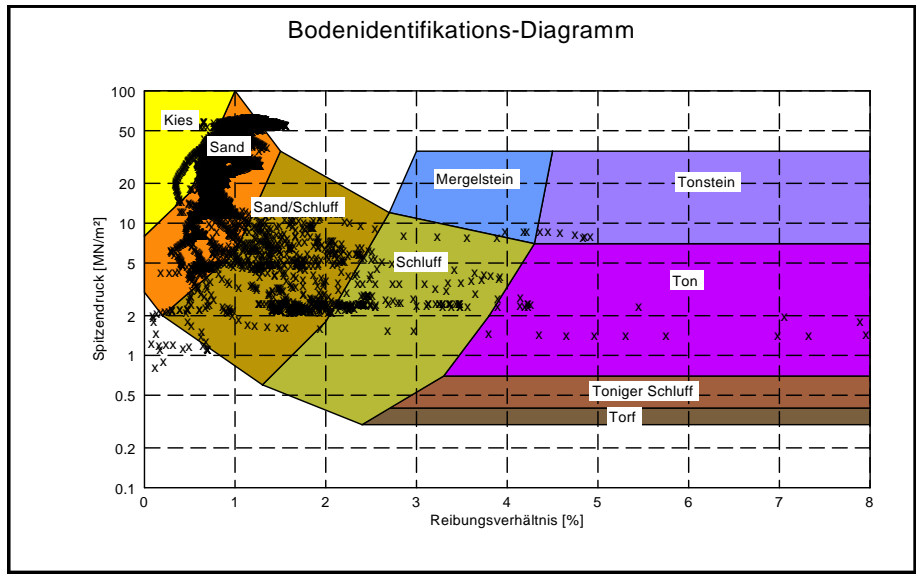 Bodenidentifikations-Diagramm
100
50
20
10
5
2
1
0.5
0.2
0.1
Spitzendruck [MN/m²]
Kies
Sand
Sand/Schluff
Mergelstein
Tonstein
Schluff
Ton
Toniger Schluff
Torf
0 1 2 3 4 5 6 7 8
Reibungsverhältnis [%]